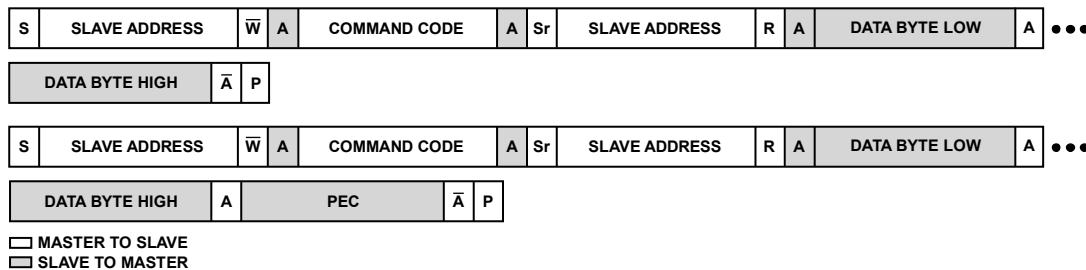 S SLAVE ADDRESS W̅ A COMMAND CODE A Sr SLAVE ADDRESS R A DATA BYTE LOW A •••
DATA BYTE HIGH A̅ P
S SLAVE ADDRESS W̅ A COMMAND CODE A Sr SLAVE ADDRESS R A DATA BYTE LOW A •••
DATA BYTE HIGH A PEC A̅ P
MASTER TO SLAVE
SLAVE TO MASTER